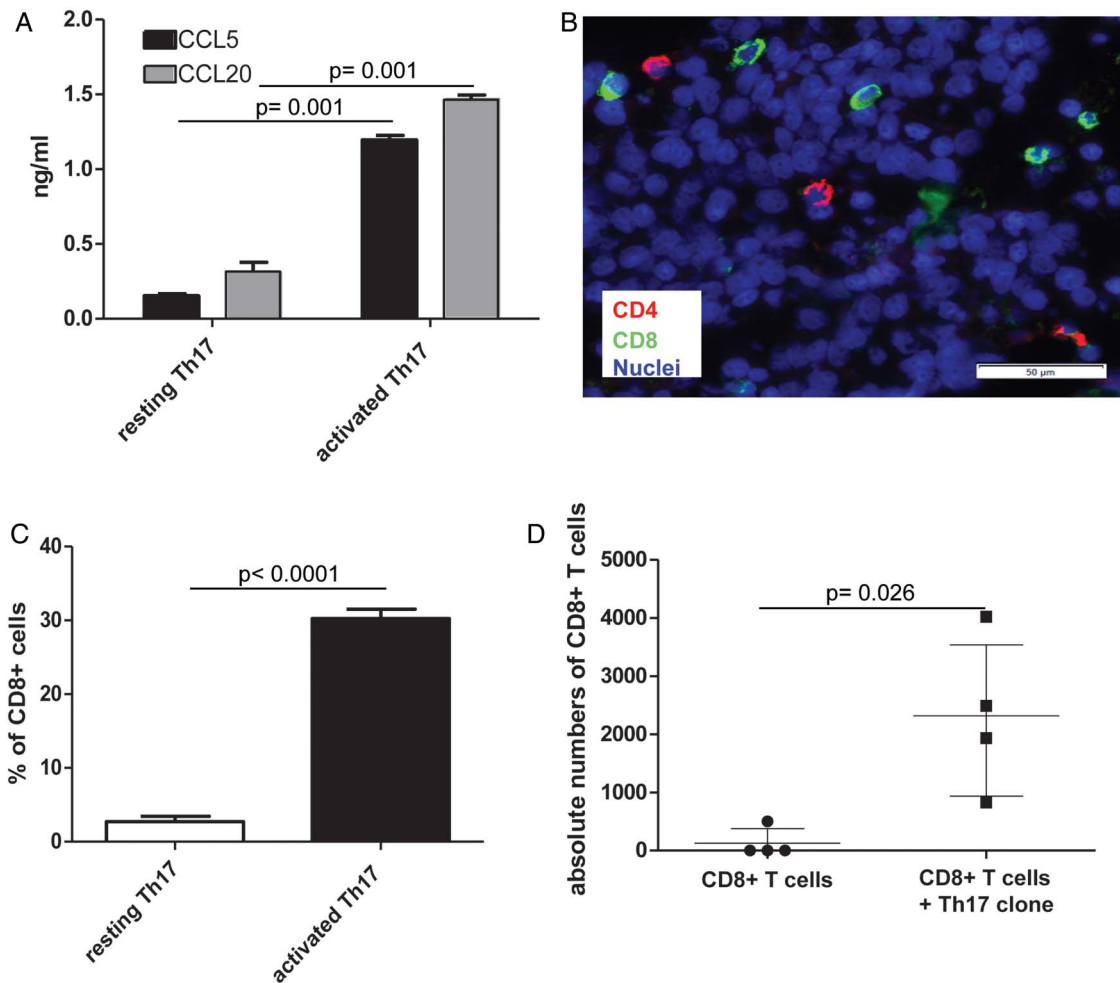 A
2.0
1.5
1.0
0.5
0.0
ng/ml
CCL5
CCL20
p= 0.001
p= 0.001
resting Th17
activated Th17
B
CD4
CD8
Nuclei
50 µm
C
40
30
20
10
0
% of CD8+ cells
p< 0.0001
resting Th17
activated Th17
D
5000
4000
3000
2000
1000
0
absolute numbers of CD8+ T cells
p= 0.026
CD8+ T cells
CD8+ T cells
+ Th17 clone